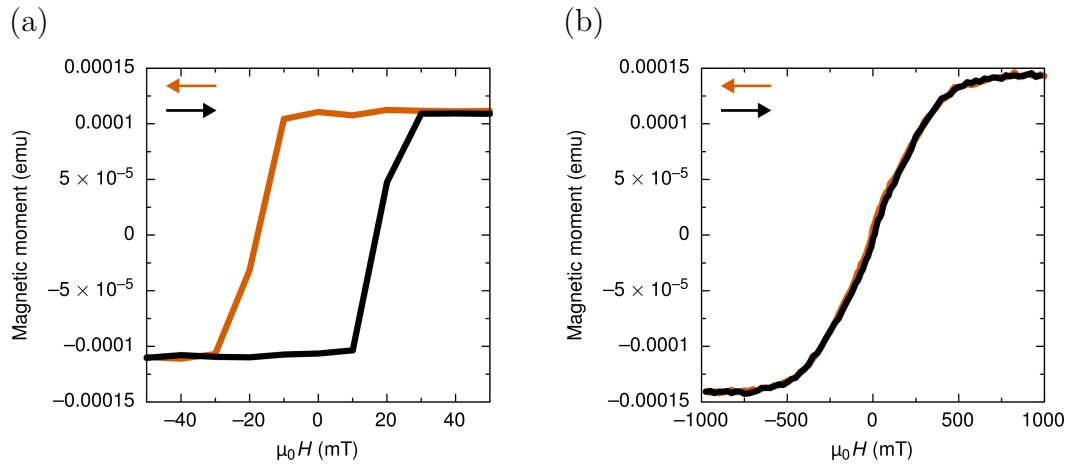 (a)
0.00015
0.0001
5 × 10⁻⁵
0
−5 × 10⁻⁵
−0.0001
−0.00015
Magnetic moment (emu)
−40 −20 0 20 40
μ₀H (mT)
(b)
0.00015
0.0001
5 × 10⁻⁵
0
−5 × 10⁻⁵
−0.0001
−0.00015
Magnetic moment (emu)
−1000 −500 0 500 1000
μ₀H (mT)